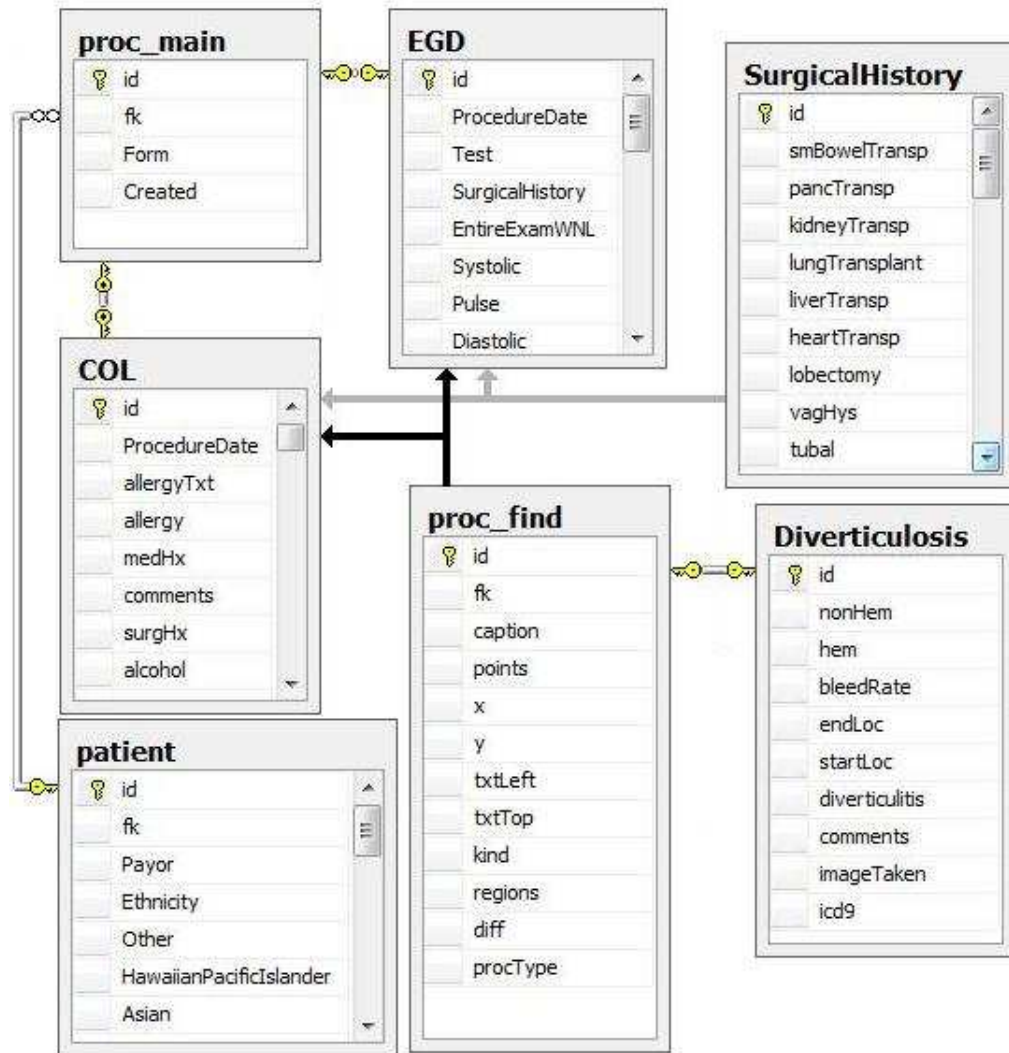 proc_main
id
fk
Form
Created
EGD
id
ProcedureDate
Test
SurgicalHistory
EntireExamWNL
Systolic
Pulse
Diastolic
SurgicalHistory
id
smBowelTransp
pancTransp
kidneyTransp
lungTransplant
liverTransp
heartTransp
lobectomy
vagHys
tubal
COL
id
ProcedureDate
allergyTxt
allergy
medHx
comments
surgHx
alcohol
proc_find
id
fk
caption
points
x
y
txtLeft
txtTop
kind
regions
diff
procType
Diverticulosis
id
nonHem
hem
bleedRate
endLoc
startLoc
diverticulitis
comments
imageTaken
icd9
patient
id
fk
Payor
Ethnicity
Other
HawaiianPacificIslander
Asian